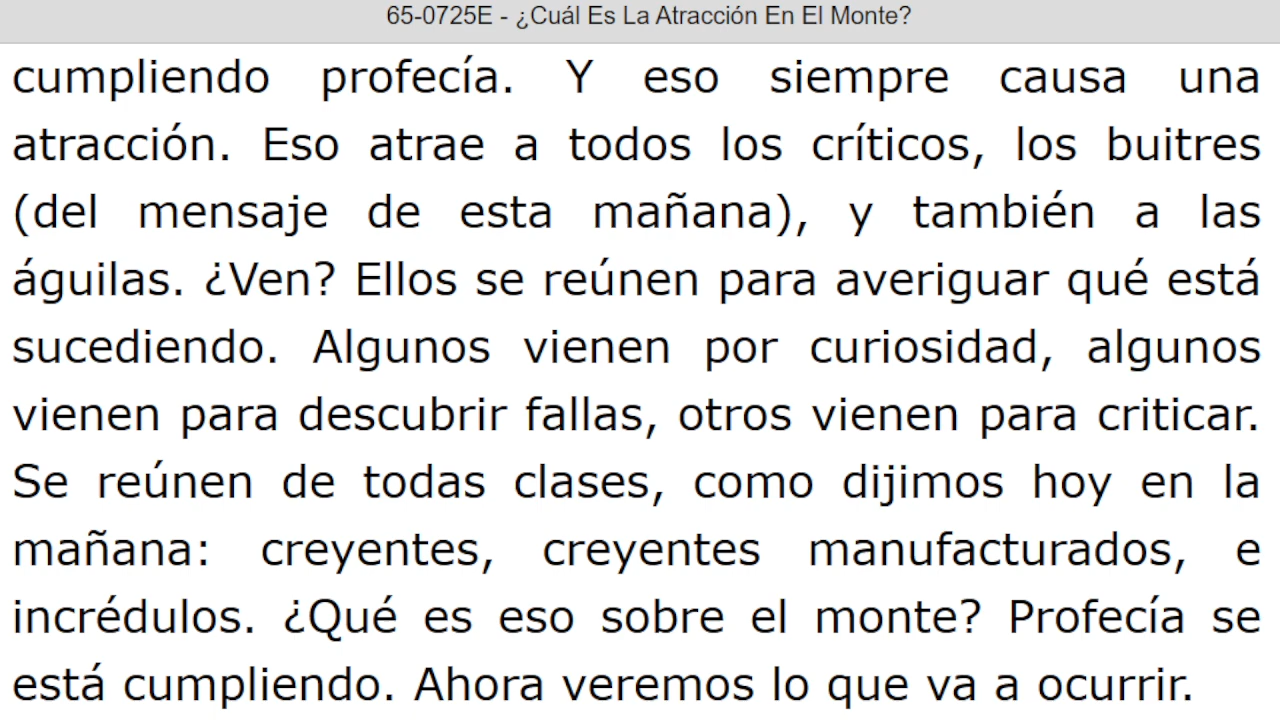 65-0725E - ¿Cuál Es La Atracción En El Monte?
cumpliendo profecía. Y eso siempre causa una
atracción. Eso atrae a todos los críticos, los buitres
(del mensaje de esta mañana), y también a las
águilas. ¿Ven? Ellos se reúnen para averiguar qué está
sucediendo. Algunos vienen por curiosidad, algunos
vienen para descubrir fallas, otros vienen para criticar.
Se reúnen de todas clases, como dijimos hoy en la
mañana: creyentes, creyentes manufacturados, e
incrédulos. ¿Qué es eso sobre el monte? Profecía se
está cumpliendo. Ahora veremos lo que va a ocurrir.